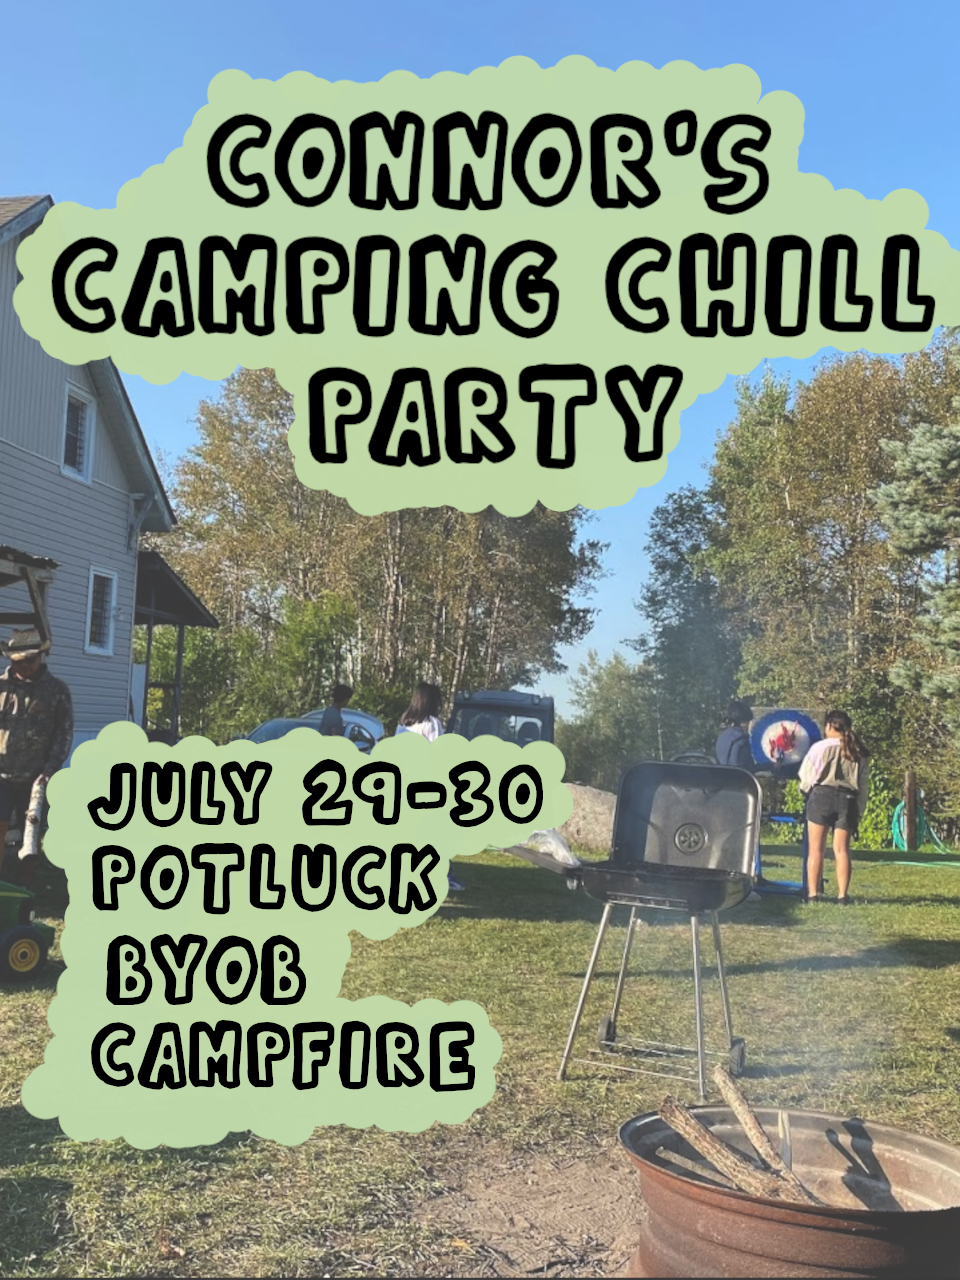 CONNOR'S
CAMPING CHILL
PARTY
JULY 29-30
POTLUCK
BYOB
CAMPFIRE